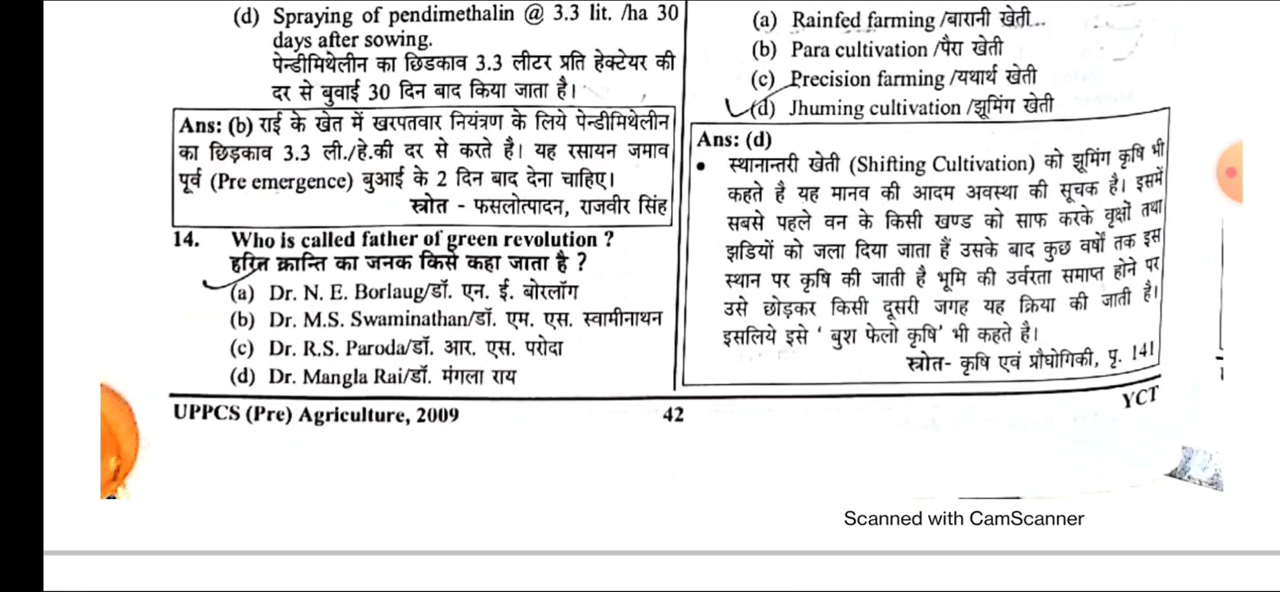 (d) Spraying of pendimethalin @ 3.3 lit. /ha 30
days after sowing.
पेन्डीमिथेलीन का छिडकाव 3.3 लीटर प्रति हेक्टेयर की
दर से बुवाई 30 दिन बाद किया जाता है।
Ans: (b) राई के खेत में खरपतवार नियंत्रण के लिये पेन्डीमिथेलीन
का छिड़काव 3.3 ली./हे.की दर से करते है। यह रसायन जमाव
पूर्व (Pre emergence) बुआई के 2 दिन बाद देना चाहिए।
स्त्रोत - फसलोत्पादन, राजवीर सिंह
14. Who is called father of green revolution ?
हरित क्रान्ति का जनक किसे कहा जाता है ?
(a) Dr. N. E. Borlaug/डॉ. एन. ई. बोरलॉग
(b) Dr. M.S. Swaminathan/डॉ. एम. एस. स्वामीनाथन
(c) Dr. R.S. Paroda/डॉ. आर. एस. परोदा
(d) Dr. Mangla Rai/डॉ. मंगला राय
(a) Rainfed farming /बारानी खेती
(b) Para cultivation /पैरा खेती
(c) Precision farming /यथार्थ खेती
(d) Jhuming cultivation /झूमिंग खेती
Ans: (d)
• स्थानान्तरी खेती (Shifting Cultivation) को झूमिंग कृषि भी
कहते है यह मानव की आदम अवस्था की सूचक है। इसमें
सबसे पहले वन के किसी खण्ड को साफ करके वृक्षों तथा
झडियों को जला दिया जाता हैं उसके बाद कुछ वर्षों तक इस
स्थान पर कृषि की जाती है भूमि की उर्वरता समाप्त होने पर
उसे छोड़कर किसी दूसरी जगह यह क्रिया की जाती है।
इसलिये इसे ' बुश फेलो कृषि' भी कहते है।
स्त्रोत- कृषि एवं प्रौघोगिकी, पृ. 141
UPPCS (Pre) Agriculture, 2009
42
YCT
Scanned with CamScanner